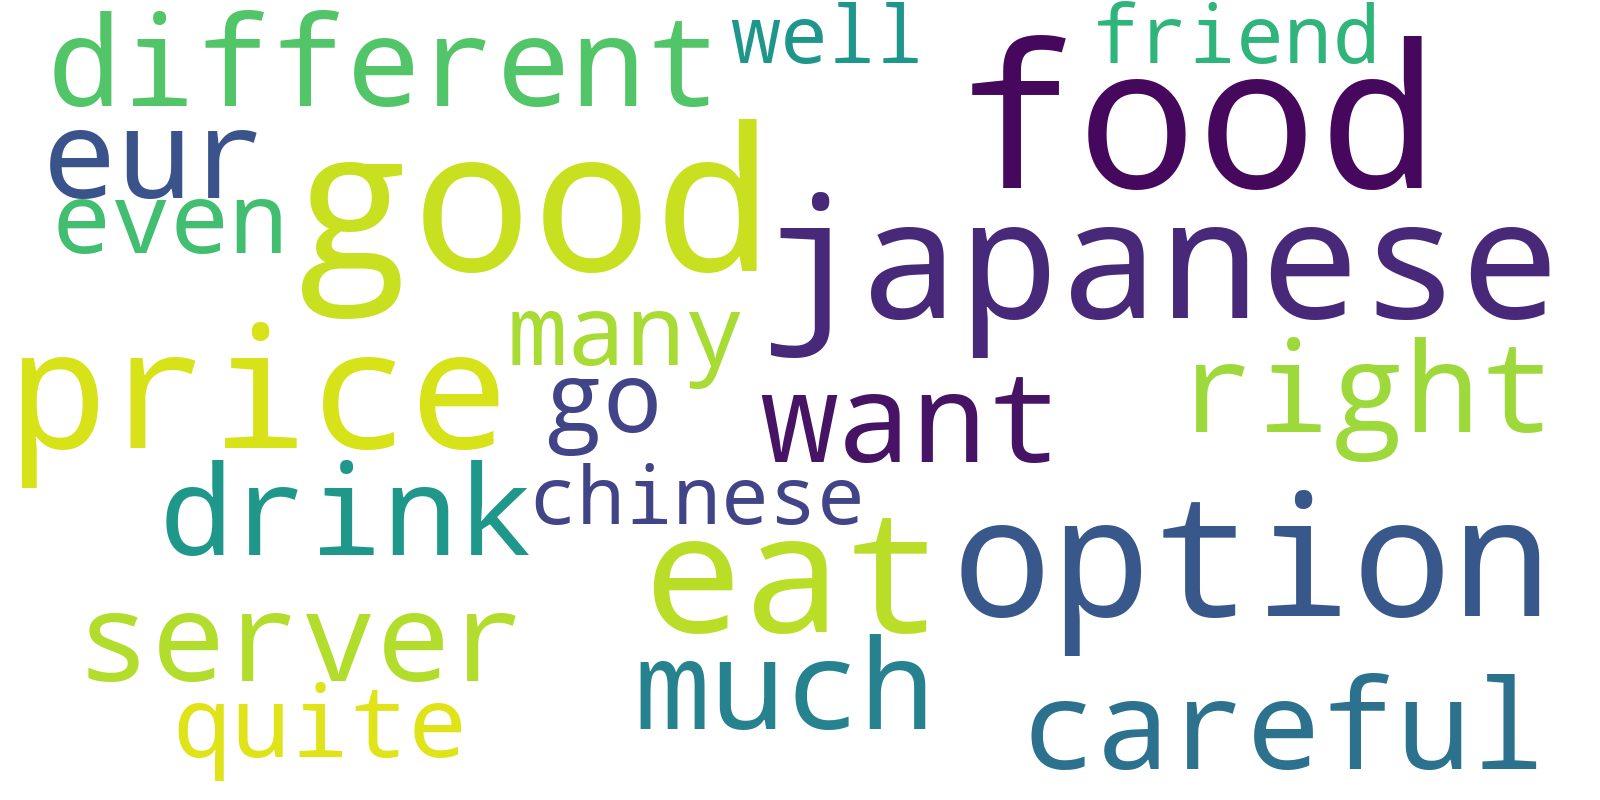 different
well
friend
food
eur
good
even
japanese
many
price
go
want
right
drink
chinese
eat
option
server
much
quite
careful